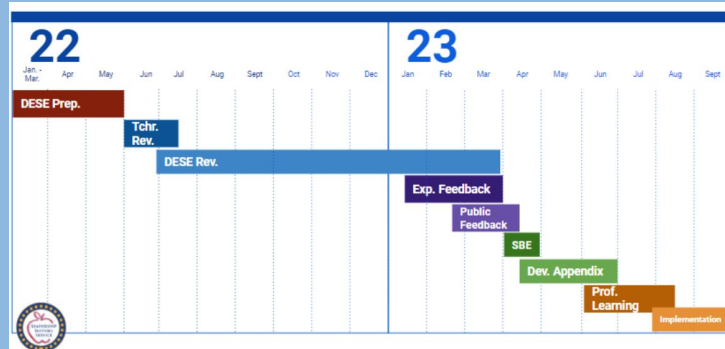 22 23
Jan. -
Mar. Apr May Jun Jul Aug Sept Oct Nov Dec Jan Feb Mar Apr May Jun Jul Aug Sept
DESE Prep.
Tchr.
Rev.
DESE Rev.
Exp. Feedback
Public
Feedback
SBE
Dev. Appendix
Prof.
Learning
Implementation